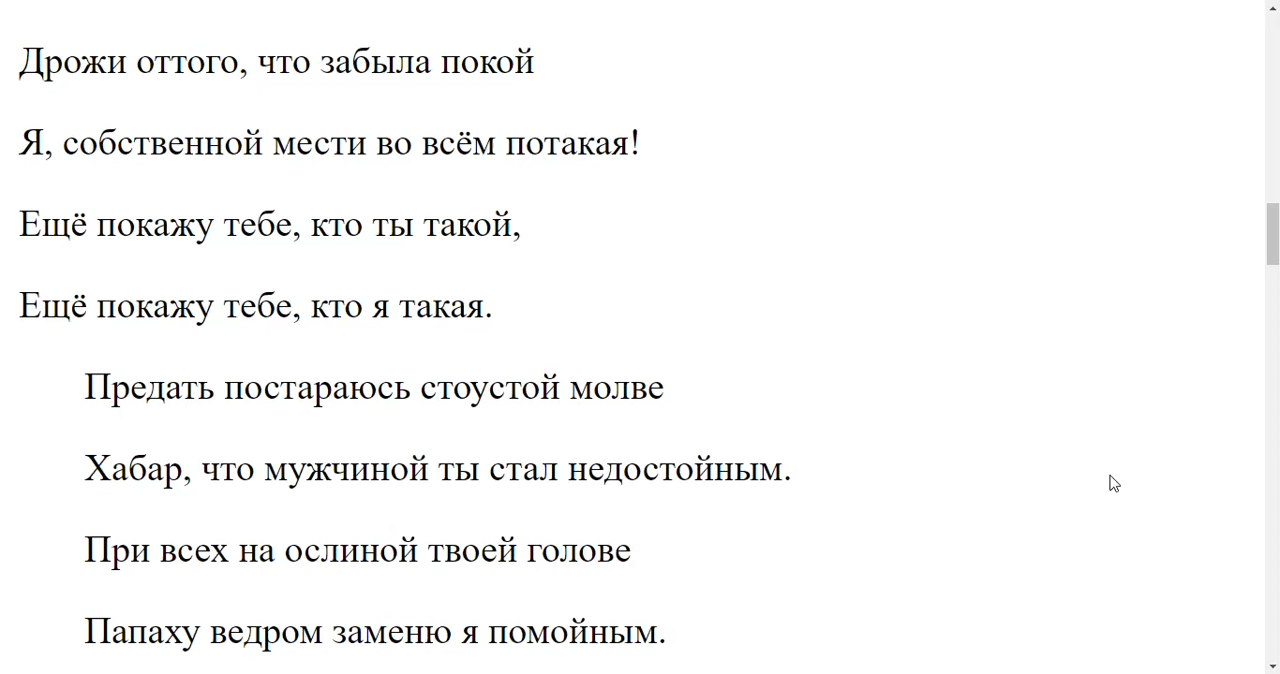 Дрожи оттого, что забыла покой
Я, собственной мести во всём потакая!
Ещё покажу тебе, кто ты такой,
Ещё покажу тебе, кто я такая.
Предать постараюсь стоустой молве
Хабар, что мужчиной ты стал недостойным.
При всех на ослиной твоей голове
Папаху ведром заменю я помойным.